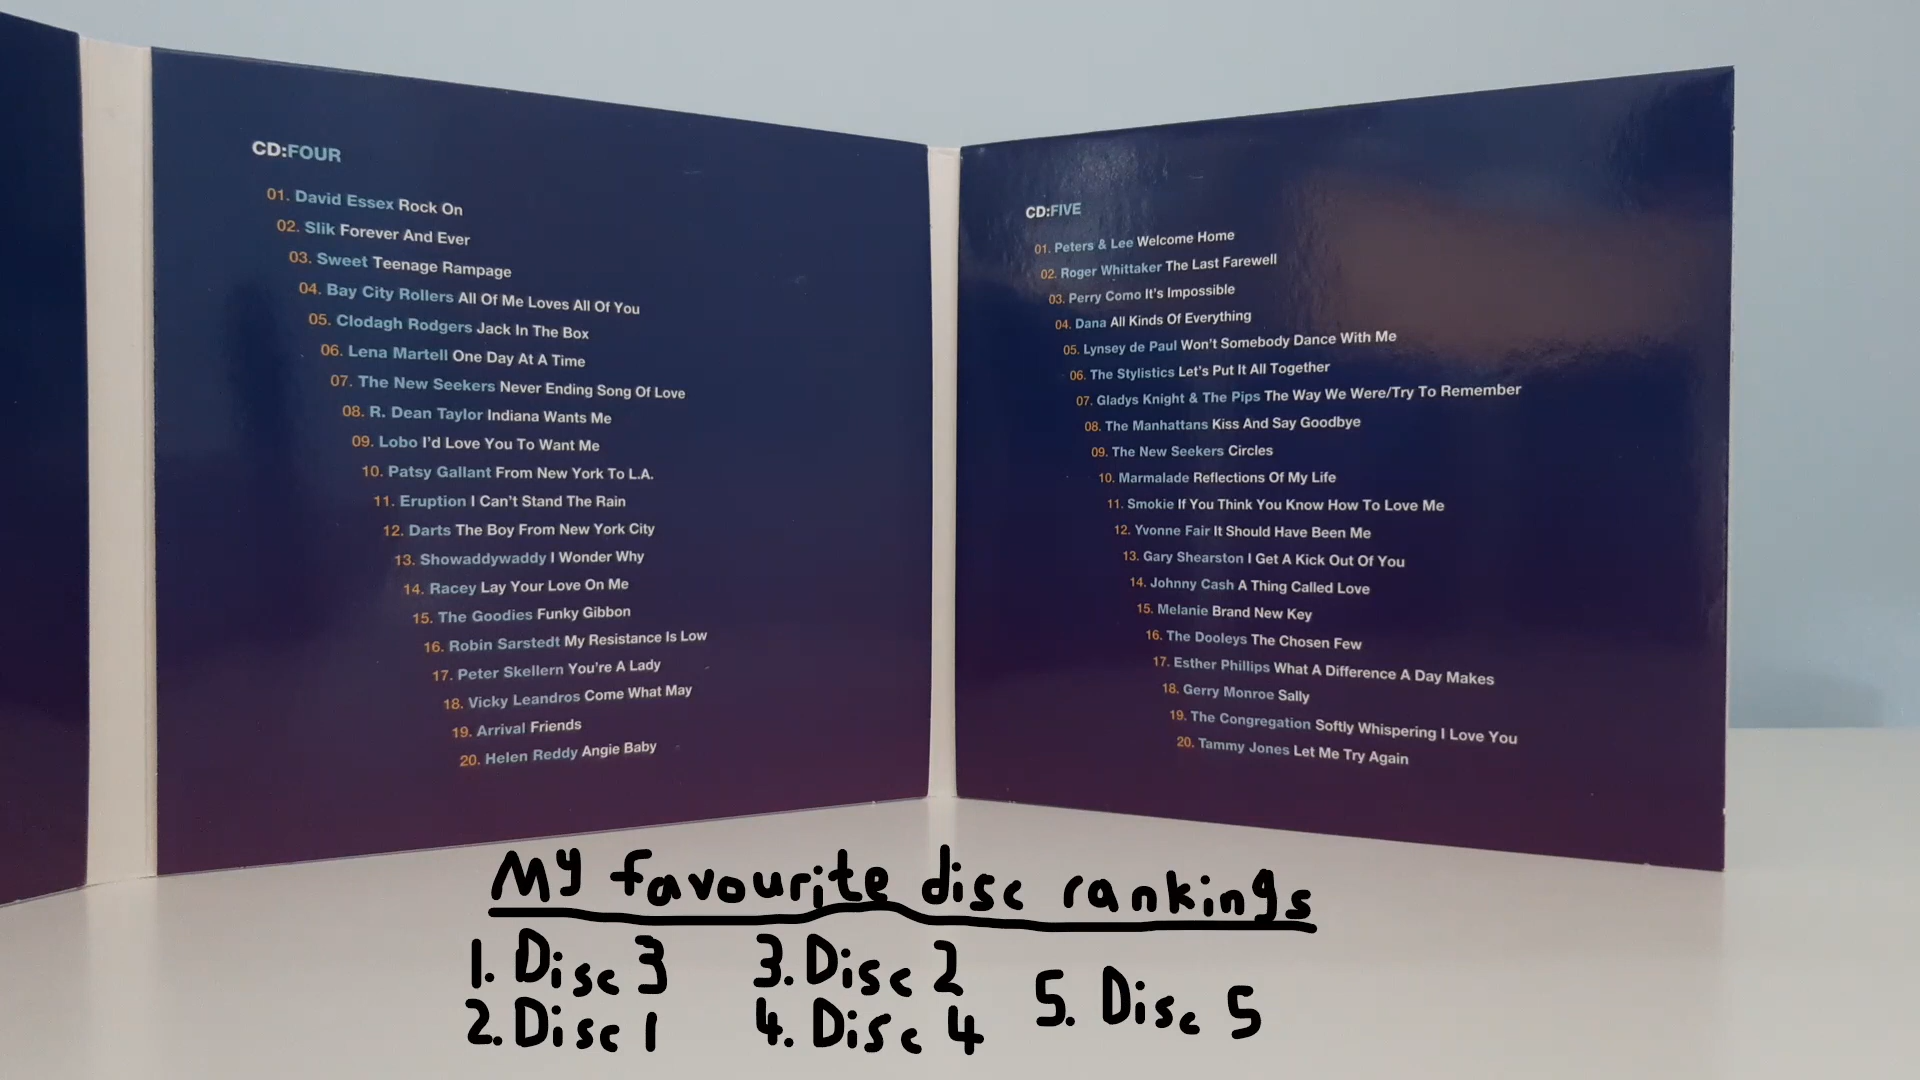 CD:FOUR
01. David Essex Rock On
02. Slik Forever And Ever
03. Sweet Teenage Rampage
04. Bay City Rollers All Of Me Loves All Of You
05. Clodagh Rodgers Jack In The Box
06. Lena Martell One Day At A Time
07. The New Seekers Never Ending Song Of Love
08. R. Dean Taylor Indiana Wants Me
09. Lobo I'd Love You To Want Me
10. Patsy Gallant From New York To L.A.
11. Eruption I Can't Stand The Rain
12. Darts The Boy From New York City
13. Showaddywaddy I Wonder Why
14. Racey Lay Your Love On Me
15. The Goodies Funky Gibbon
16. Robin Sarstedt My Resistance Is Low
17. Peter Skellern You're A Lady
18. Vicky Leandros Come What May
19. Arrival Friends
20. Helen Reddy Angie Baby
CD:FIVE
01. Peters & Lee Welcome Home
02. Roger Whittaker The Last Farewell
03. Perry Como It's Impossible
04. Dana All Kinds Of Everything
05. Lynsey de Paul Won't Somebody Dance With Me
06. The Stylistics Let's Put It All Together
07. Gladys Knight & The Pips The Way We Were/Try To Remember
08. The Manhattans Kiss And Say Goodbye
09. The New Seekers Circles
10. Marmalade Reflections Of My Life
11. Smokie If You Think You Know How To Love Me
12. Yvonne Fair It Should Have Been Me
13. Gary Shearston I Get A Kick Out Of You
14. Johnny Cash A Thing Called Love
15. Melanie Brand New Key
16. The Dooleys The Chosen Few
17. Esther Phillips What A Difference A Day Makes
18. Gerry Monroe Sally
19. The Congregation Softly Whispering I Love You
20. Tammy Jones Let Me Try Again
My favourite disc rankings
1. Disc 3
2. Disc 1
3. Disc 2
4. Disc 4
5. Disc 5